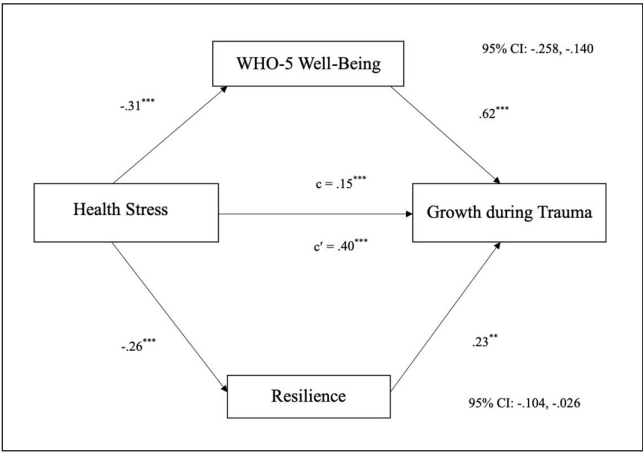 95% CI: -.258, -.140
WHO-5 Well-Being
-.31***
.62***
c = .15***
Health Stress
Growth during Trauma
c′ = .40***
-.26***
.23**
Resilience
95% CI: -.104, -.026